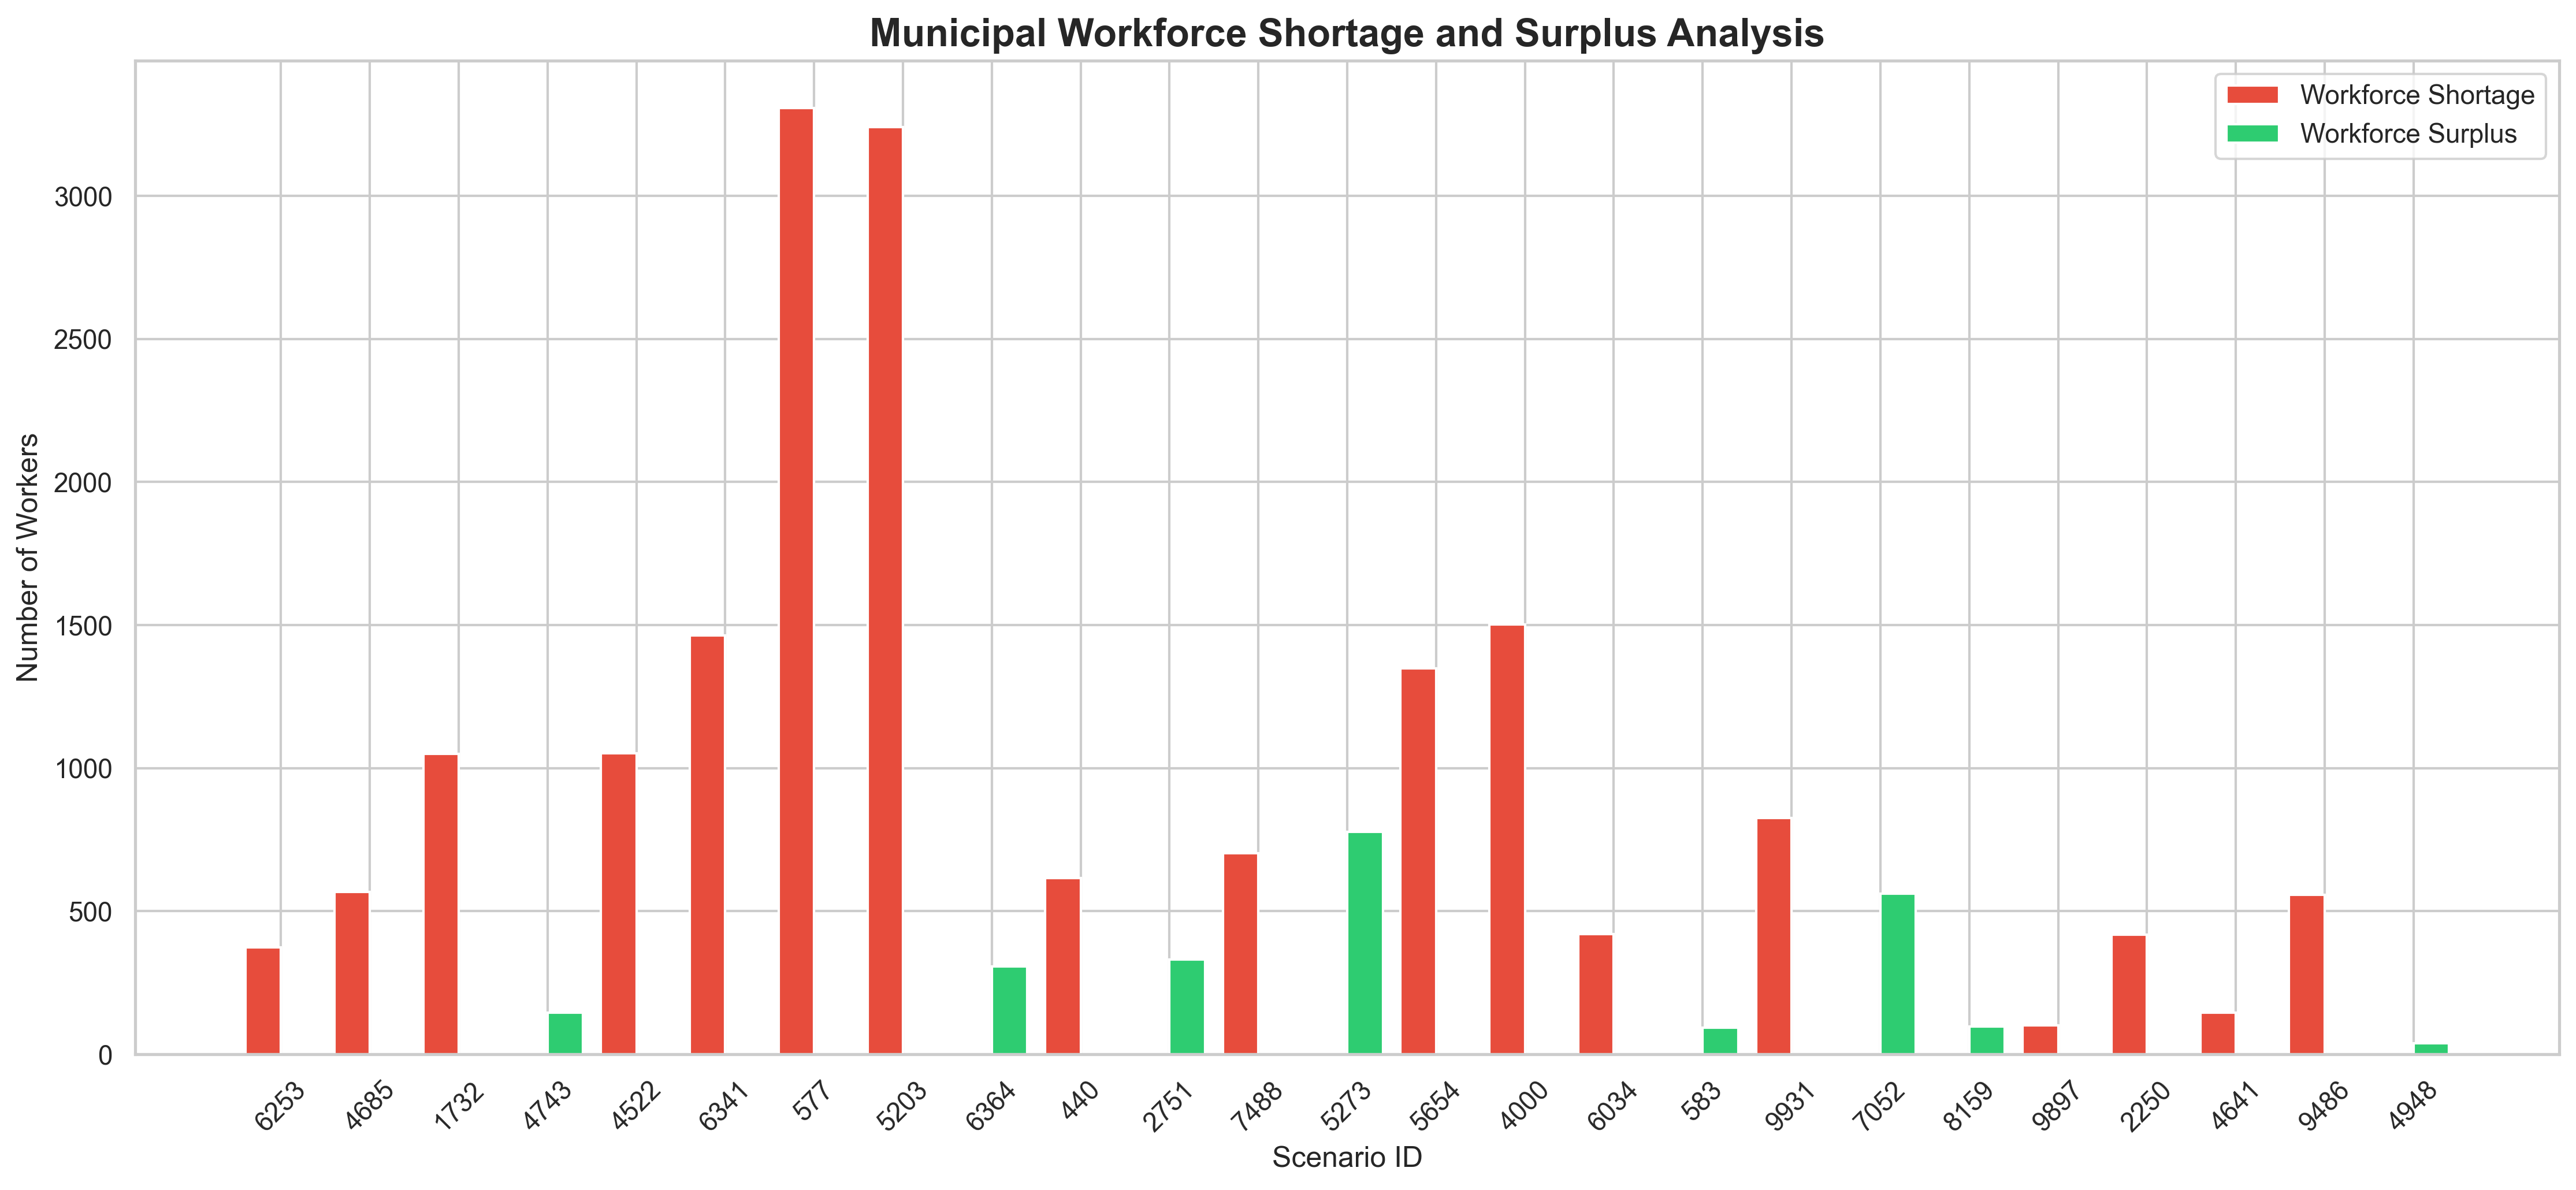 Municipal Workforce Shortage and Surplus Analysis
Workforce Shortage
Workforce Surplus
Number of Workers
3000
2500
2000
1500
1000
500
0
6253 4685 1732 4743 4522 6341 577 5203 6364 440 2751 7488 5273 5654 4000 6034 583 9931 7052 8159 9897 2250 4641 9486 4948
Scenario ID